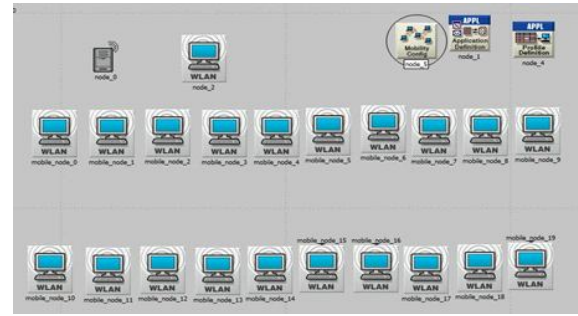 0
Mobility
Config
node_5
APPL
Application
Definition
node_1
APPL
Profile
Definition
node_4
node_0
WLAN
node_2
WLAN
mobile_node_0
WLAN
mobile_node_1
WLAN
mobile_node_2
WLAN
mobile_node_3
WLAN
mobile_node_4
WLAN
mobile_node_5
WLAN
mobile_node_6
WLAN
mobile_node_7
WLAN
mobile_node_8
WLAN
mobile_node_9
mobile_node_15
mobile_node_16
mobile_node_19
WLAN
mobile_node_10
WLAN
mobile_node_11
WLAN
mobile_node_12
WLAN
mobile_node_13
WLAN
mobile_node_14
WLAN
WLAN
WLAN
mobile_node_17
WLAN
mobile_node_18
WLAN